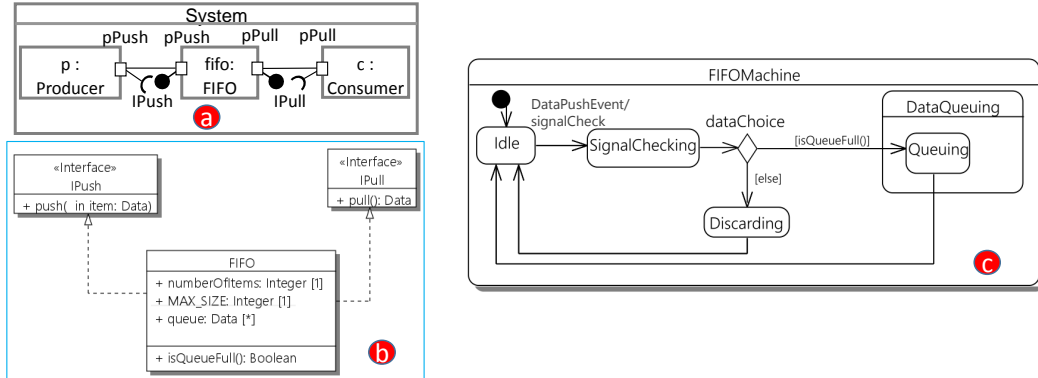 System
pPush pPush pPull pPull
p :
Producer
fifo:
FIFO
c :
Consumer
IPush
IPull
a
«Interface»
IPush
+ push( in item: Data)
«Interface»
IPull
+ pull(): Data
FIFO
+ numberOfItems: Integer [1]
+ MAX_SIZE: Integer [1]
+ queue: Data [*]
+ isQueueFull(): Boolean
b
FIFOMachine
DataPushEvent/
signalCheck
Idle
SignalChecking
dataChoice
[isQueueFull()]
[else]
Discarding
DataQueuing
Queuing
c